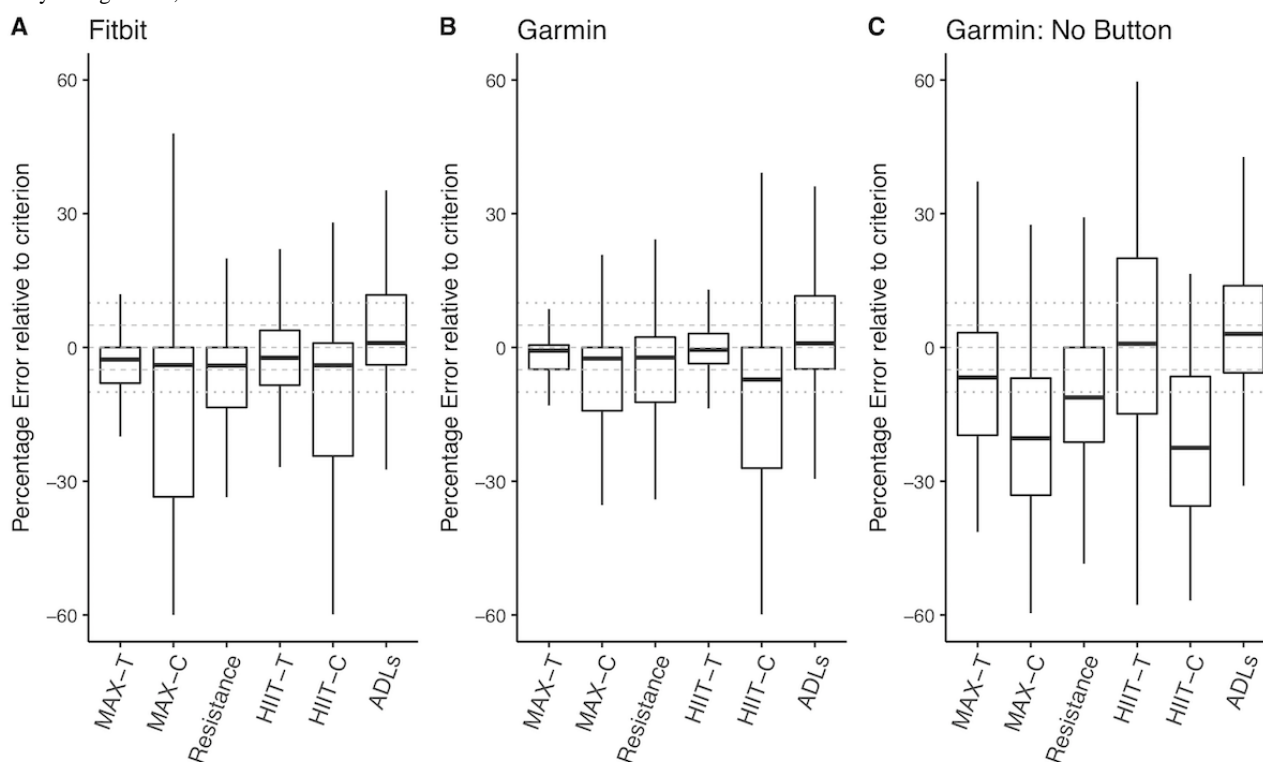 A Fitbit
B Garmin
C Garmin: No Button
Percentage Error relative to criterion
60
30
0
−30
−60
MAX−T
MAX−C
Resistance
HIIT−T
HIIT−C
ADLs
Percentage Error relative to criterion
60
30
0
−30
−60
MAX−T
MAX−C
Resistance
HIIT−T
HIIT−C
ADLs
Percentage Error relative to criterion
60
30
0
−30
−60
MAX−T
MAX−C
Resistance
HIIT−T
HIIT−C
ADLs